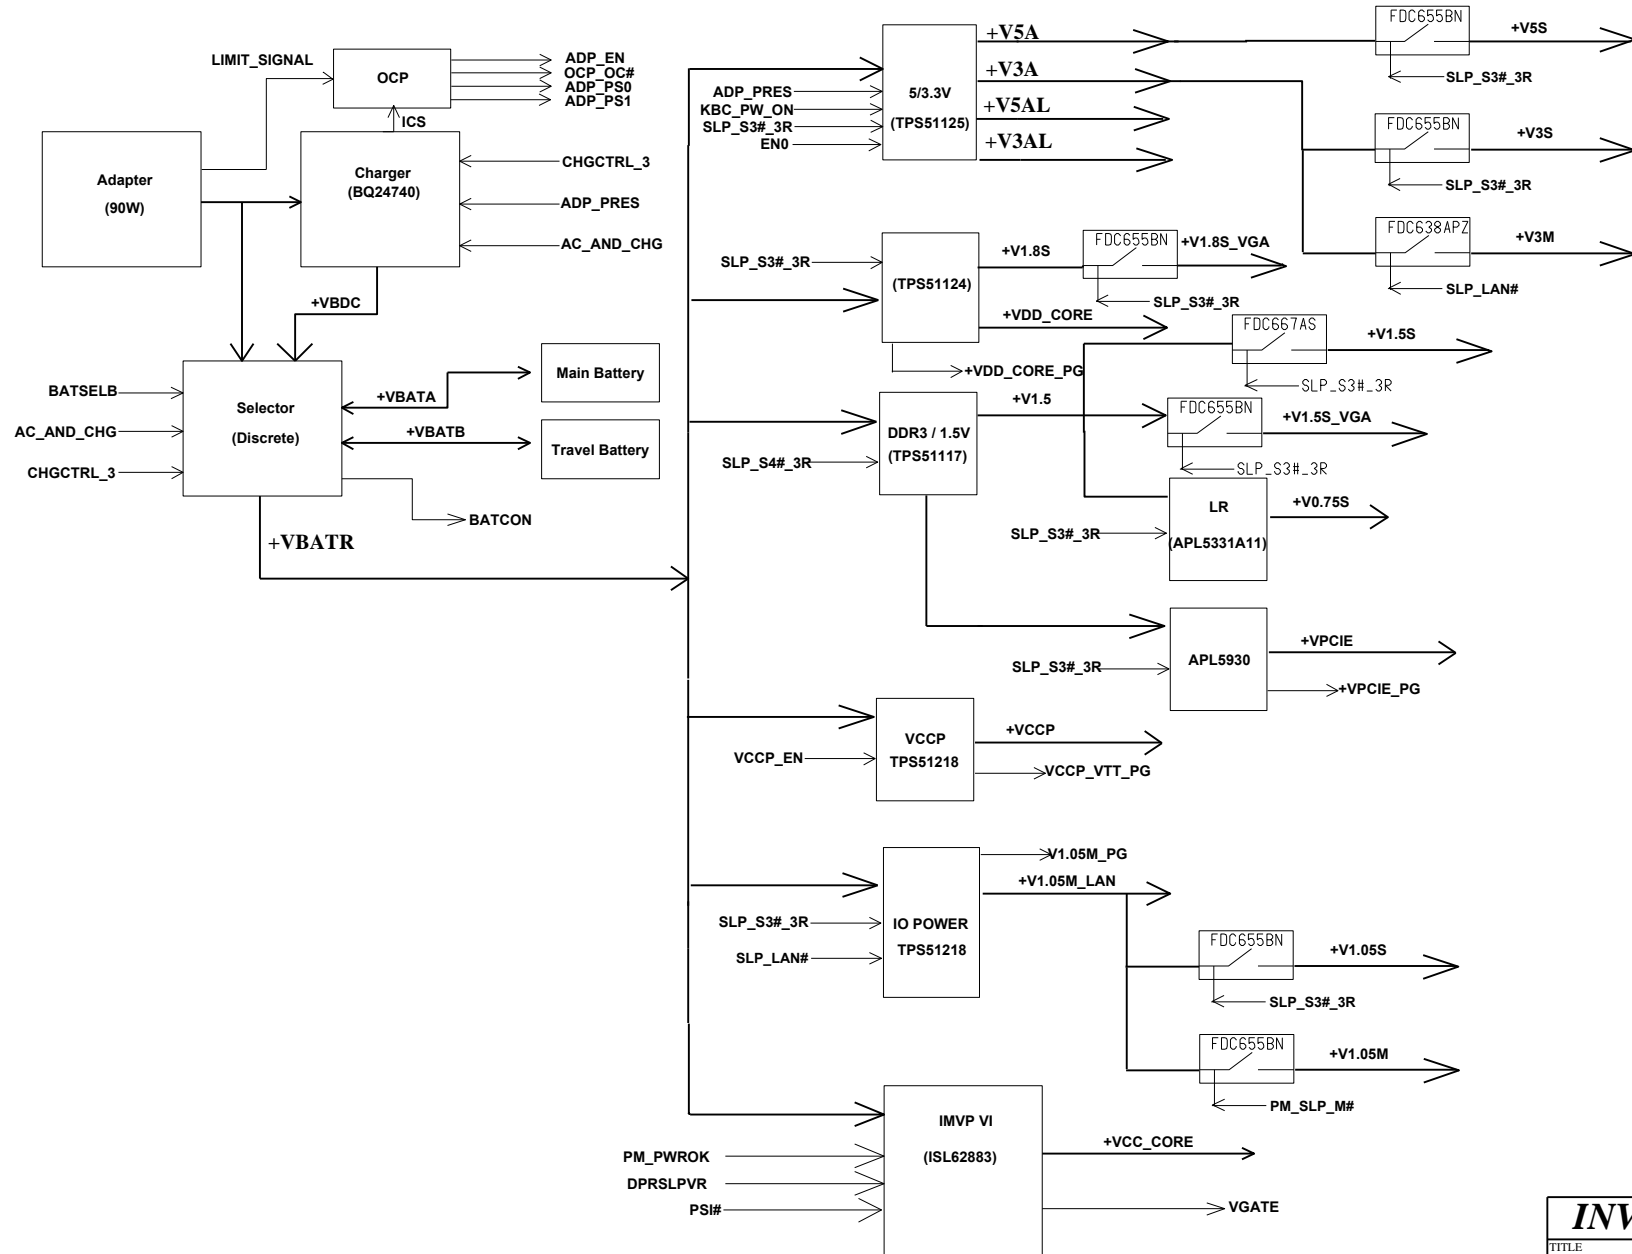 LIMIT_SIGNAL
OCP
ADP_EN
OCP_OC#
ADP_PS0
ADP_PS1
ICS
Adapter
(90W)
Charger
(BQ24740)
CHGCTRL_3
ADP_PRES
AC_AND_CHG
+VBDC
BATSELB
AC_AND_CHG
CHGCTRL_3
Selector
(Discrete)
+VBATA
Main Battery
+VBATB
Travel Battery
BATCON
+VBATR
ADP_PRES
KBC_PW_ON
SLP_S3#_3R
EN0
5/3.3V
(TPS51125)
+V5A
+V3A
+V5AL
+V3AL
FDC655BN
+V5S
SLP_S3#_3R
FDC655BN
+V3S
SLP_S3#_3R
FDC638APZ
+V3M
SLP_LAN#
SLP_S3#_3R
(TPS51124)
+V1.8S
FDC655BN
+V1.8S_VGA
SLP_S3#_3R
+VDD_CORE
+VDD_CORE_PG
FDC667AS
+V1.5S
SLP_S3#_3R
DDR3 / 1.5V
(TPS51117)
SLP_S4#_3R
+V1.5
FDC655BN
+V1.5S_VGA
SLP_S3#_3R
LR
(APL5331A11)
SLP_S3#_3R
+V0.75S
APL5930
SLP_S3#_3R
+VPCIE
+VPCIE_PG
VCCP
TPS51218
VCCP_EN
+VCCP
VCCP_VTT_PG
V1.05M_PG
+V1.05M_LAN
IO POWER
TPS51218
SLP_S3#_3R
SLP_LAN#
FDC655BN
+V1.05S
SLP_S3#_3R
FDC655BN
+V1.05M
PM_SLP_M#
IMVP VI
(ISL62883)
PM_PWROK
DPRSLPVR
PSI#
+VCC_CORE
VGATE
INV
TITLE